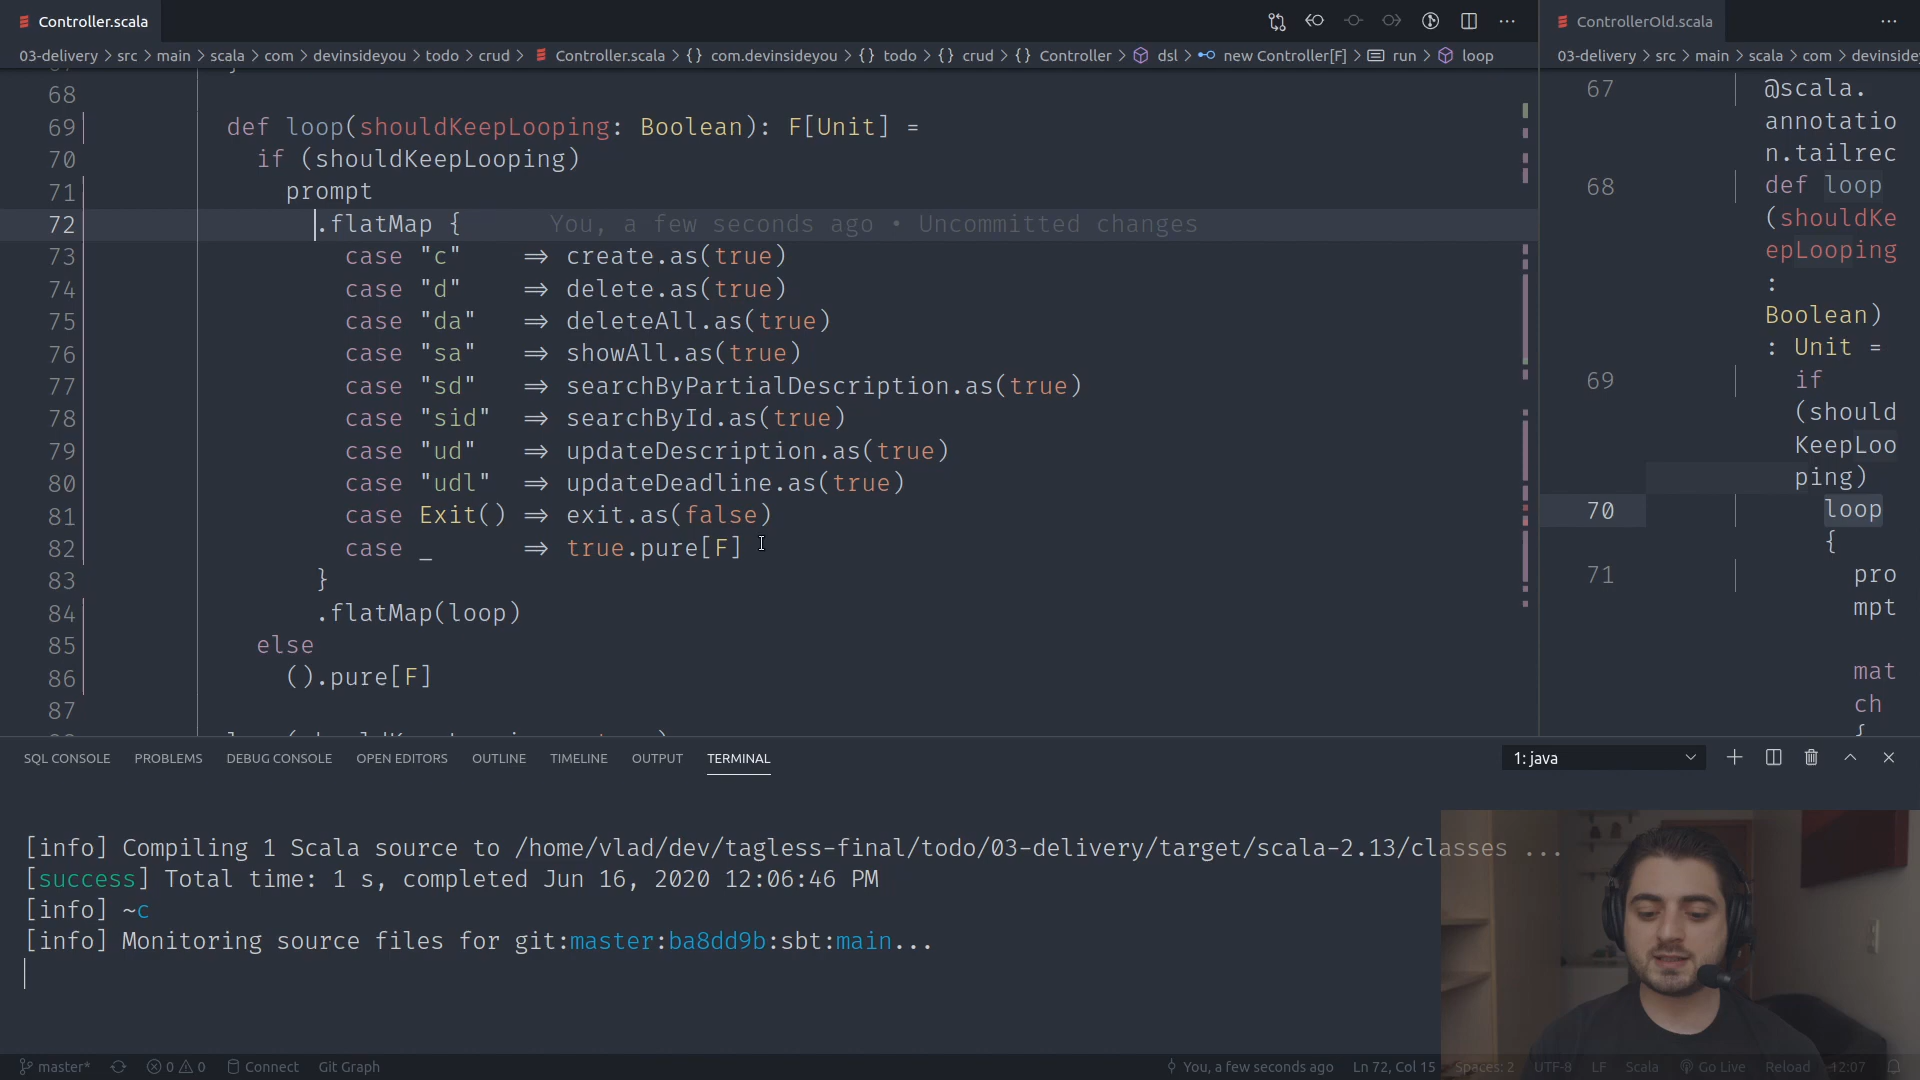 Controller.scala
ControllerOld.scala
03-delivery > src > main > scala > com > devinsideyou > todo > crud > Controller.scala > {} com.devinsideyou > {} todo > {} crud > {} Controller > dsl > new Controller[F] > run > loop
03-delivery > src > main > scala > com > devinside
68
69 def loop(shouldKeepLooping: Boolean): F[Unit] =
70 if (shouldKeepLooping)
71 prompt
72 .flatMap { You, a few seconds ago • Uncommitted changes
73 case "c" ⇒ create.as(true)
74 case "d" ⇒ delete.as(true)
75 case "da" ⇒ deleteAll.as(true)
76 case "sa" ⇒ showAll.as(true)
77 case "sd" ⇒ searchByPartialDescription.as(true)
78 case "sid" ⇒ searchById.as(true)
79 case "ud" ⇒ updateDescription.as(true)
80 case "udl" ⇒ updateDeadline.as(true)
81 case Exit() ⇒ exit.as(false)
82 case _ ⇒ true.pure[F]
83 }
84 .flatMap(loop)
85 else
86 ().pure[F]
87
67 @scala.
annotatio
n.tailrec
68 def loop
(shouldKe
epLooping
:
Boolean)
: Unit =
69 if
(should
KeepLoo
ping)
70 loop
{
71 pro
mpt
mat
ch
{
SQL CONSOLE PROBLEMS DEBUG CONSOLE OPEN EDITORS OUTLINE TIMELINE OUTPUT TERMINAL 1: java
[info] Compiling 1 Scala source to /home/vlad/dev/tagless-final/todo/03-delivery/target/scala-2.13/classes ...
[success] Total time: 1 s, completed Jun 16, 2020 12:06:46 PM
[info] ~c
[info] Monitoring source files for git:master:ba8dd9b:sbt:main...
master* 0 0 Connect Git Graph You, a few seconds ago Ln 72, Col 15 Spaces: 2 UTF-8 LF Scala Go Live Reload 12:07